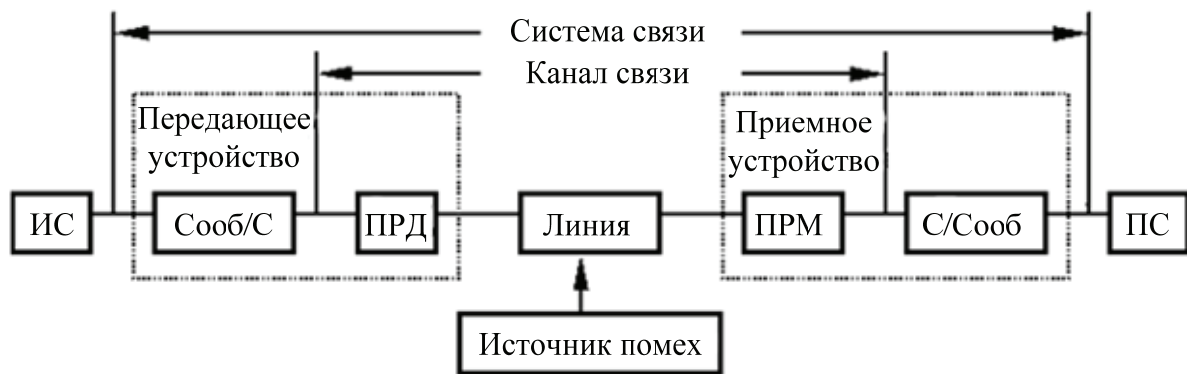 Система связи
Канал связи
Передающее
устройство
Приемное
устройство
ИС
Сооб/С
ПРД
Линия
ПРМ
С/Сооб
ПС
Источник помех